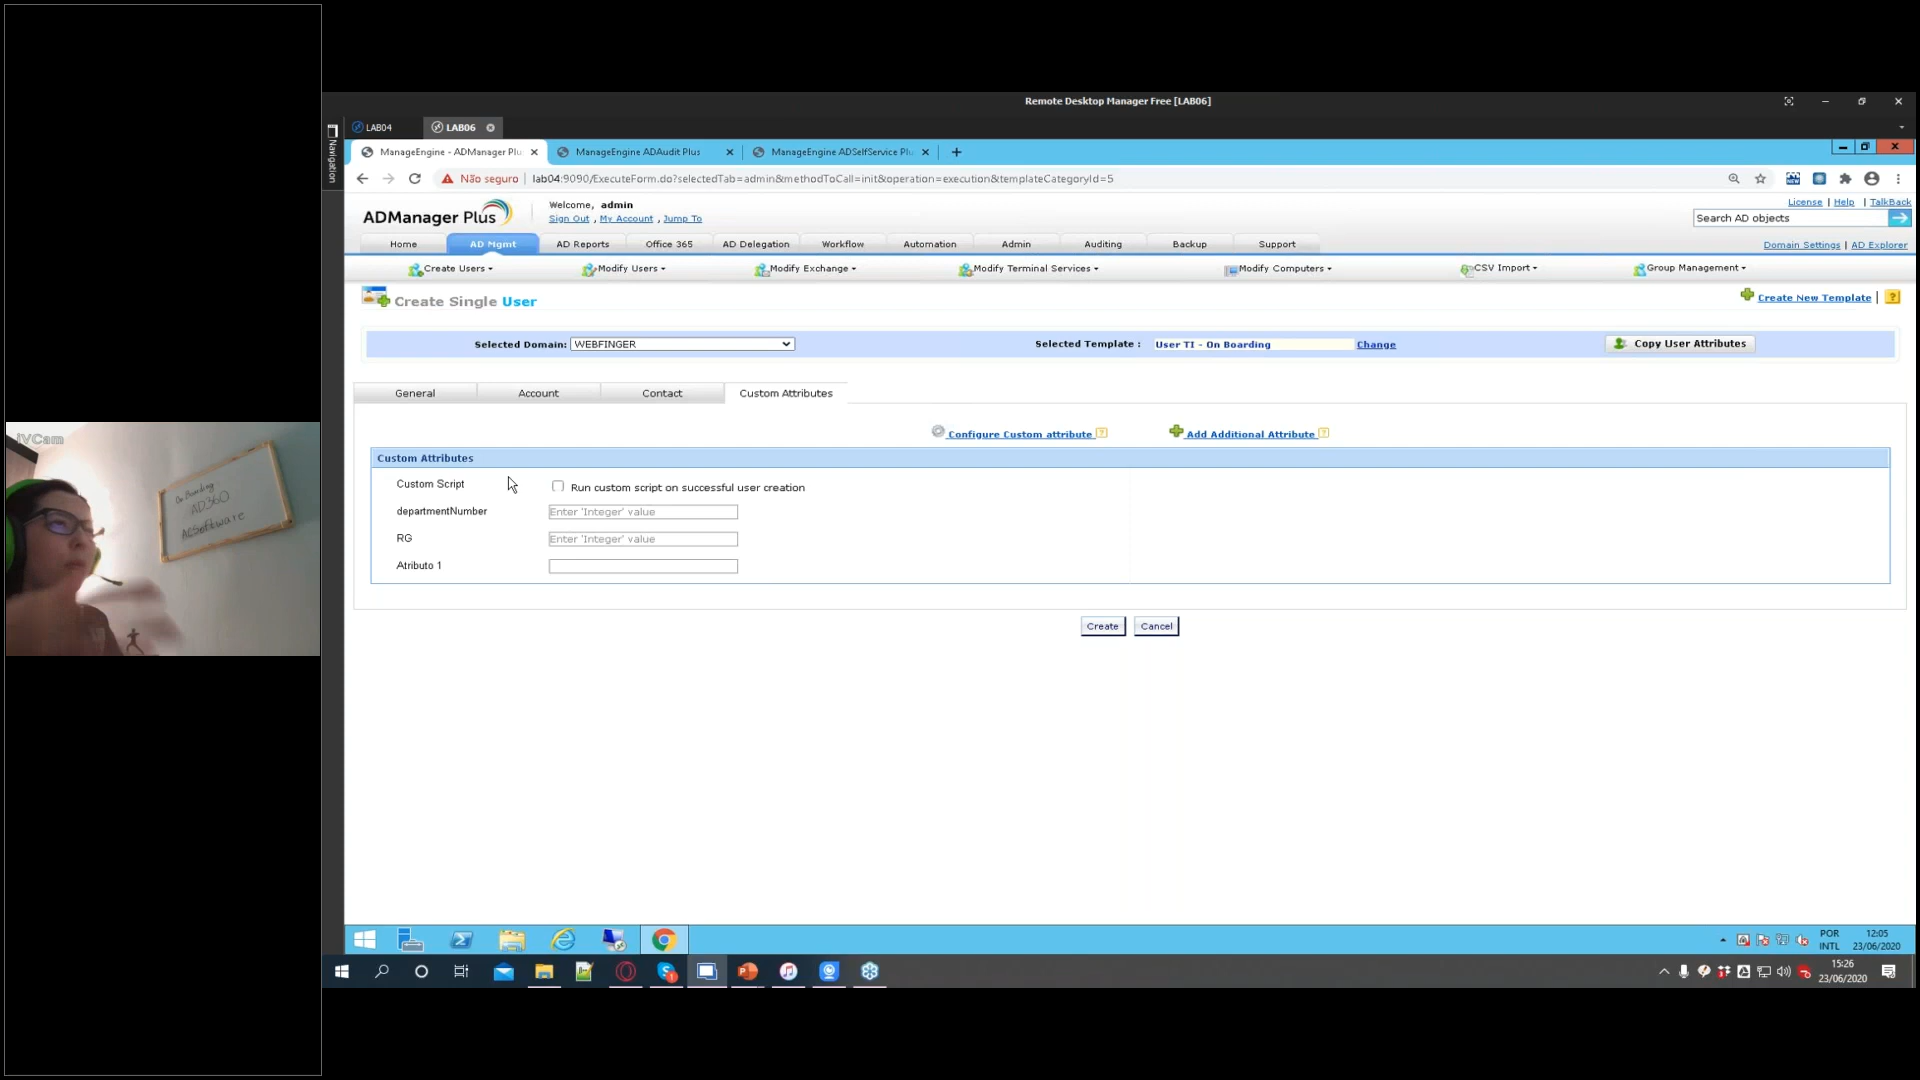 Remote Desktop Manager Free [LAB06]
Navigation
LAB04
LAB06
ManageEngine - ADManager Plu
ManageEngine ADAudit Plus
ManageEngine ADSelfService Plu
Não seguro
lab04:9090/ExecuteForm.do?selectedTab=admin&methodToCall=init&operation=execution&templateCategoryId=5
ADManager Plus
Welcome, admin
Sign Out , My Account , Jump To
License | Help | TalkBack
Search AD objects
Home
AD Mgmt
AD Reports
Office 365
AD Delegation
Workflow
Automation
Admin
Auditing
Backup
Support
Domain Settings | AD Explorer
Create Users
Modify Users
Modify Exchange
Modify Terminal Services
Modify Computers
CSV Import
Group Management
Create Single User
Create New Template | ?
Selected Domain: WEBFINGER
Selected Template : User TI - On Boarding Change
Copy User Attributes
General
Account
Contact
Custom Attributes
Configure Custom attribute ?
Add Additional Attribute ?
Custom Attributes
Custom Script
Run custom script on successful user creation
departmentNumber
Enter 'Integer' value
RG
Enter 'Integer' value
Atributo 1
Create
Cancel
iVCam
On Boarding
AD360
ACSoftware
POR
INTL
12:05
23/06/2020
15:26
23/06/2020